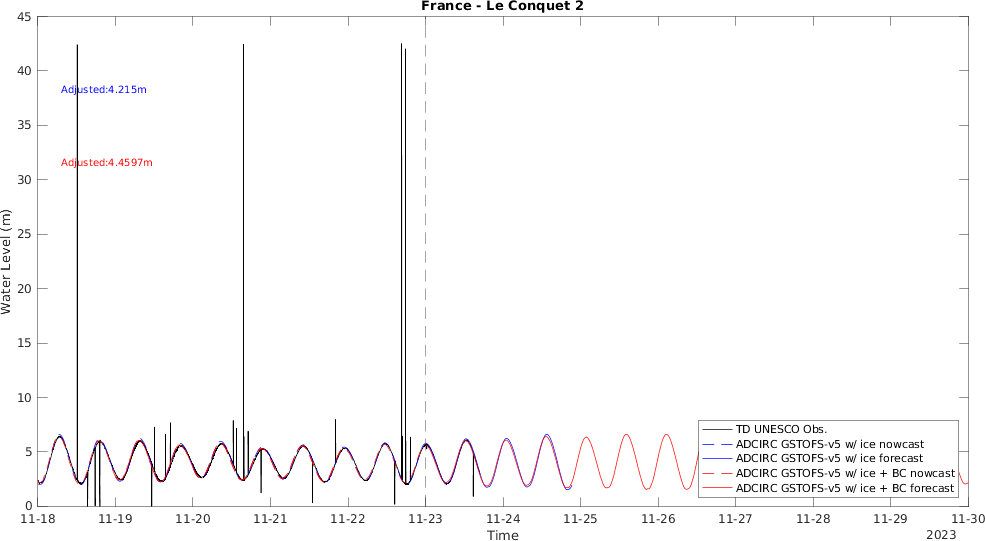 France - Le Conquet 2
45
40
35
30
25
20
15
10
5
0
Water Level (m)
Adjusted:4.215m
Adjusted:4.4597m
TD UNESCO Obs.
ADCIRC GSTOFS-v5 w/ ice nowcast
ADCIRC GSTOFS-v5 w/ ice forecast
ADCIRC GSTOFS-v5 w/ ice + BC nowcast
ADCIRC GSTOFS-v5 w/ ice + BC forecast
11-18 11-19 11-20 11-21 11-22 11-23 11-24 11-25 11-26 11-27 11-28 11-29 11-30
Time
2023